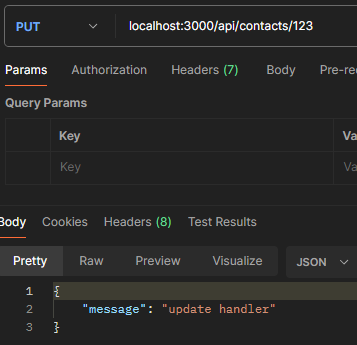 PUT localhost:3000/api/contacts/123
Params Authorization Headers (7) Body Pre-re
Query Params
Key Va
Key Va
Body Cookies Headers (8) Test Results
Pretty Raw Preview Visualize JSON
1 {
2 "message": "update handler"
3 }